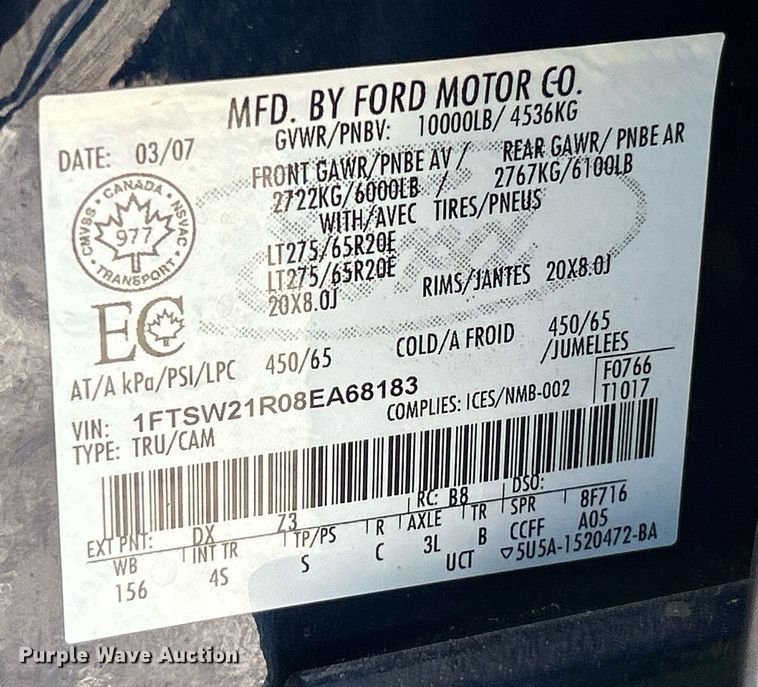 MFD. BY FORD MOTOR CO.
DATE: 03/07
GVWR/PNBV: 10000LB/ 4536KG
FRONT GAWR/PNBE AV / REAR GAWR/ PNBE AR
2722KG/6000LB / 2767KG/6100LB
WITH/AVEC TIRES/PNEUS
LT275/65R20E
LT275/65R20E
20X8.0J
RIMS/JANTES 20X8.0J
CANADA
CMVSS NSVAC
977
TRANSPORT
EC
AT/A kPa/PSI/LPC 450/65 COLD/A FROID 450/65
/JUMELEES
VIN: 1FTSW21R08EA68183
COMPLIES: ICES/NMB-002
F0766
T1017
TYPE: TRU/CAM
EXT PNT: DX Z3 RC: B8 DSO:
WB INT TR TP/PS R AXLE TR SPR 8F716
156 4S S C 3L B CCFF A05
UCT 5U5A-1520472-BA
Purple Wave Auction